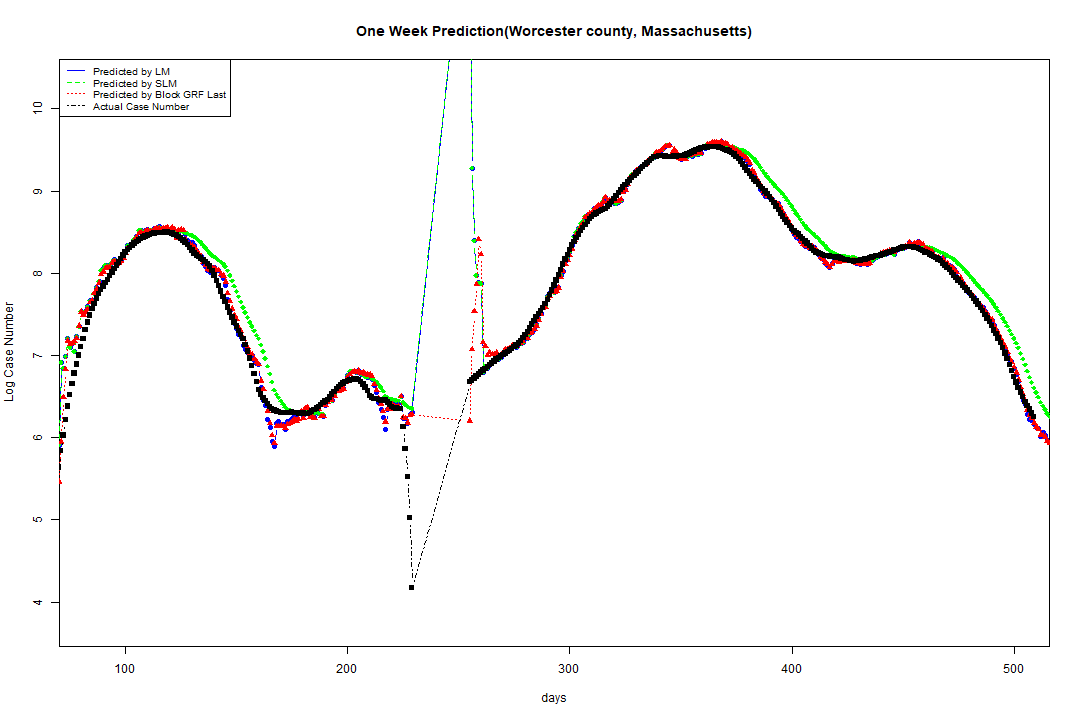 One Week Prediction(Worcester county, Massachusetts)
Predicted by LM
Predicted by SLM
Predicted by Block GRF Last
Actual Case Number
10
9
8
7
6
5
4
Log Case Number
100 200 300 400 500
days